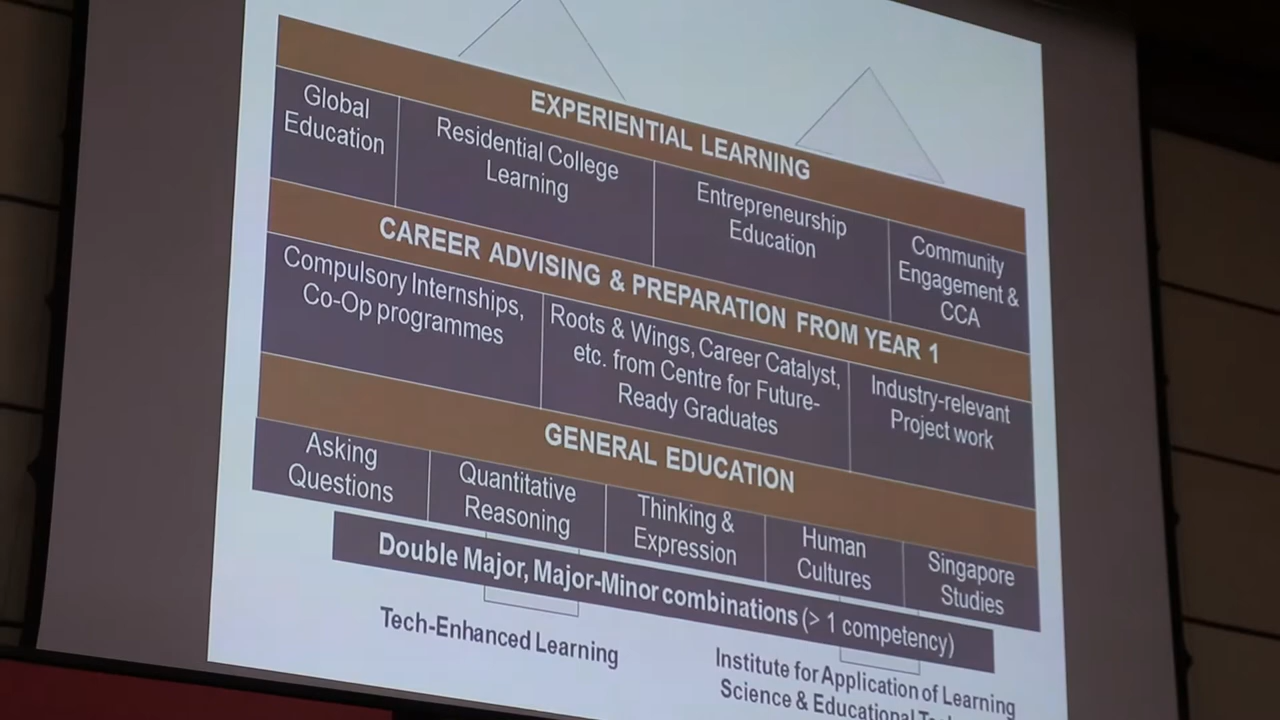 EXPERIENTIAL LEARNING
Global
Education
Residential College
Learning
Entrepreneurship
Education
Community
Engagement &
CCA
CAREER ADVISING & PREPARATION FROM YEAR 1
Compulsory Internships,
Co-Op programmes
Roots & Wings, Career Catalyst,
etc. from Centre for Future-
Ready Graduates
Industry-relevant
Project work
GENERAL EDUCATION
Asking
Questions
Quantitative
Reasoning
Thinking &
Expression
Human
Cultures
Singapore
Studies
Double Major, Major-Minor combinations (> 1 competency)
Tech-Enhanced Learning
Institute for Application of Learning
Science & Educational